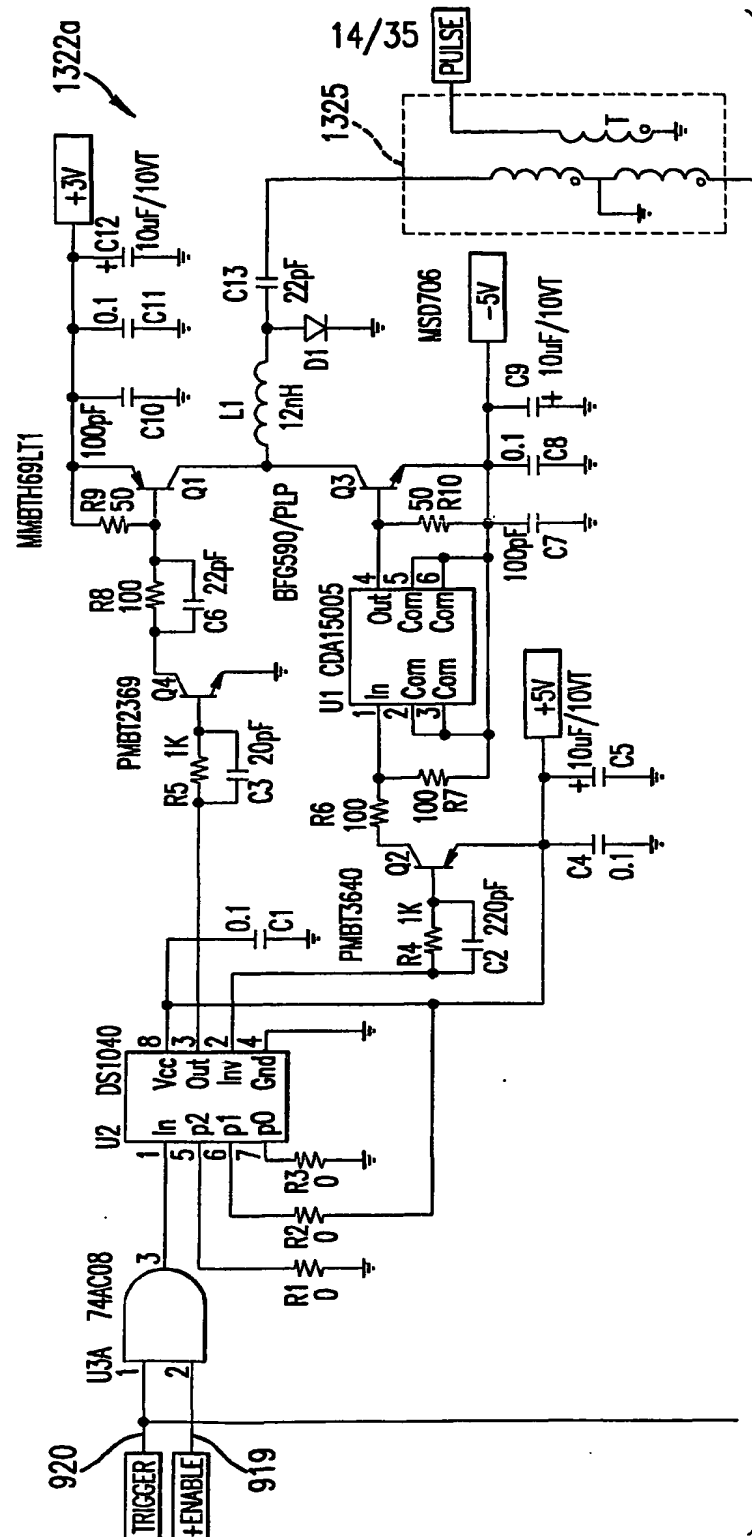 1322a
14/35
PULSE
1325
T
+3V
+ C12
10uF/10VT
0.1
C11
100pF
C10
MMBTH69LT1
R9
50
Q1
R8
100
C6
22pF
Q4
PMBT2369
R5
1K
C3
20pF
L1
12nH
D1
C13
22pF
BFG590/PLP
MSD706
-5V
Q3
50
R10
C9
10uF/10VT
+
0.1
C8
100pF
C7
U1 CDA15005
1
In
Out
4
2
Com
Com
5
3
Com
Com
6
R6
100
100
R7
Q2
PMBT3640
R4
1K
C2
220pF
+5V
+
10uF/10VT
C5
C4
0.1
0.1
C1
U2
DS1040
1
In
Vcc
8
5
p2
Out
3
6
p1
Inv
2
7
p0
Gnd
4
R3
0
R2
0
R1
0
U3A
74AC08
1
2
3
920
TRIGGER
+ENABLE
919